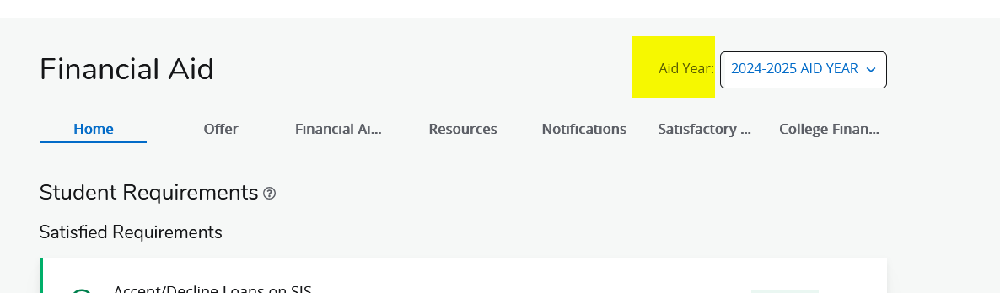 Financial Aid
Aid Year: 2024-2025 AID YEAR
Home Offer Financial Ai... Resources Notifications Satisfactory ... College Finan...
Student Requirements
Satisfied Requirements
Accept/Decline Loans on SIS